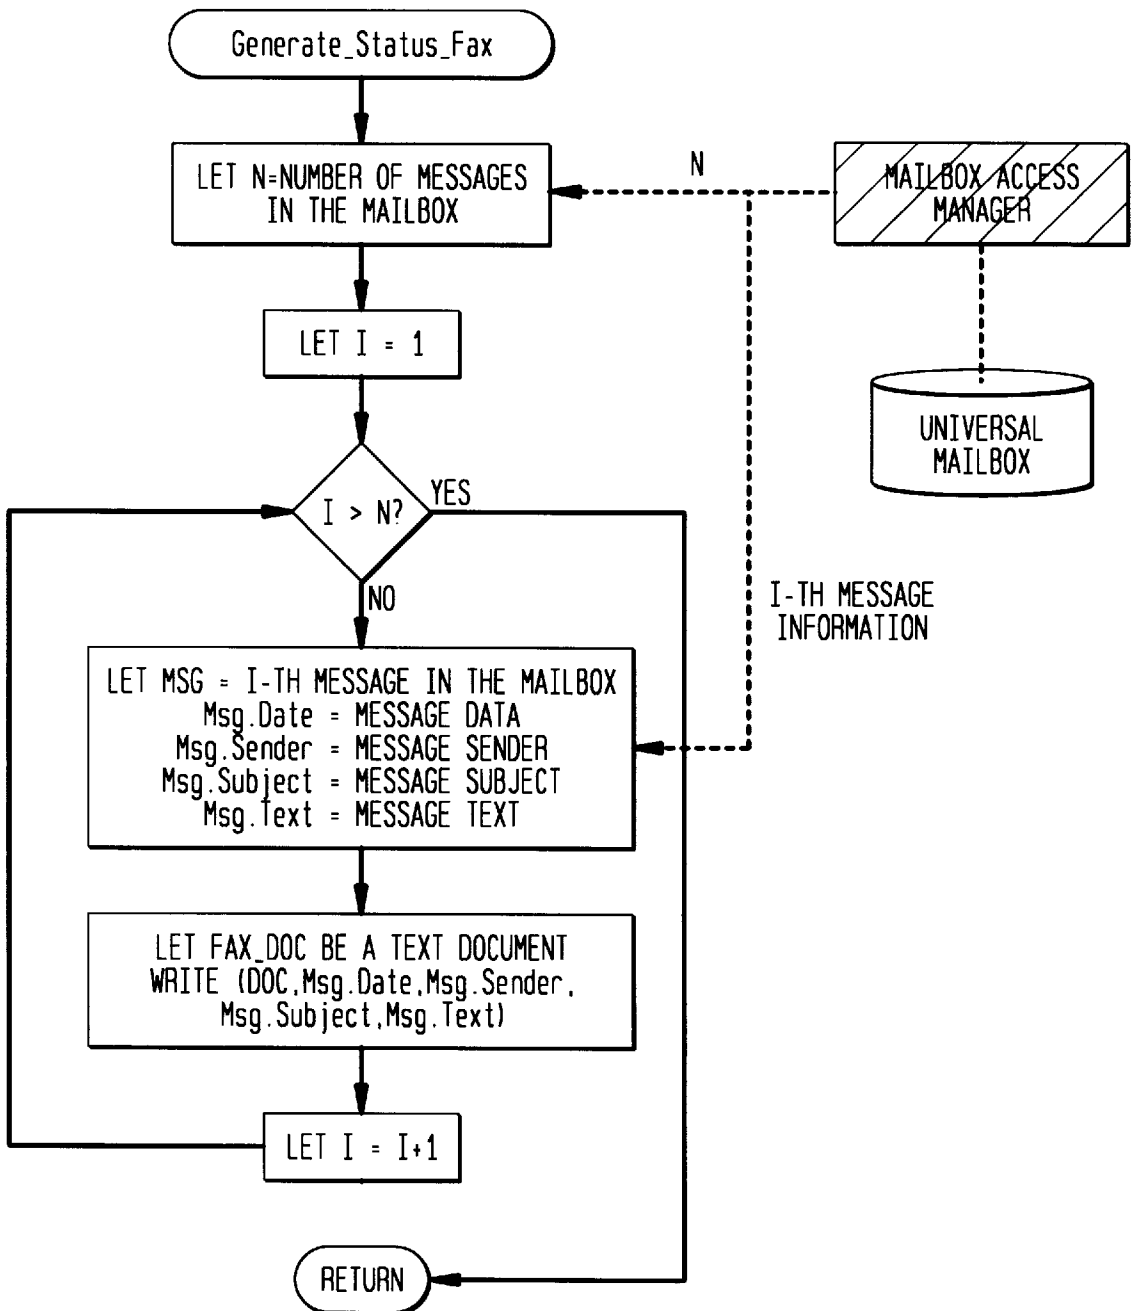 Generate_Status_Fax
LET N=NUMBER OF MESSAGES
IN THE MAILBOX
N
MAILBOX ACCESS
MANAGER
LET I = 1
UNIVERSAL
MAILBOX
I > N?
YES
NO
I-TH MESSAGE
INFORMATION
LET MSG = I-TH MESSAGE IN THE MAILBOX
Msg.Date = MESSAGE DATA
Msg.Sender = MESSAGE SENDER
Msg.Subject = MESSAGE SUBJECT
Msg.Text = MESSAGE TEXT
LET FAX_DOC BE A TEXT DOCUMENT
WRITE (DOC,Msg.Date,Msg.Sender,
Msg.Subject,Msg.Text)
LET I = I+1
RETURN